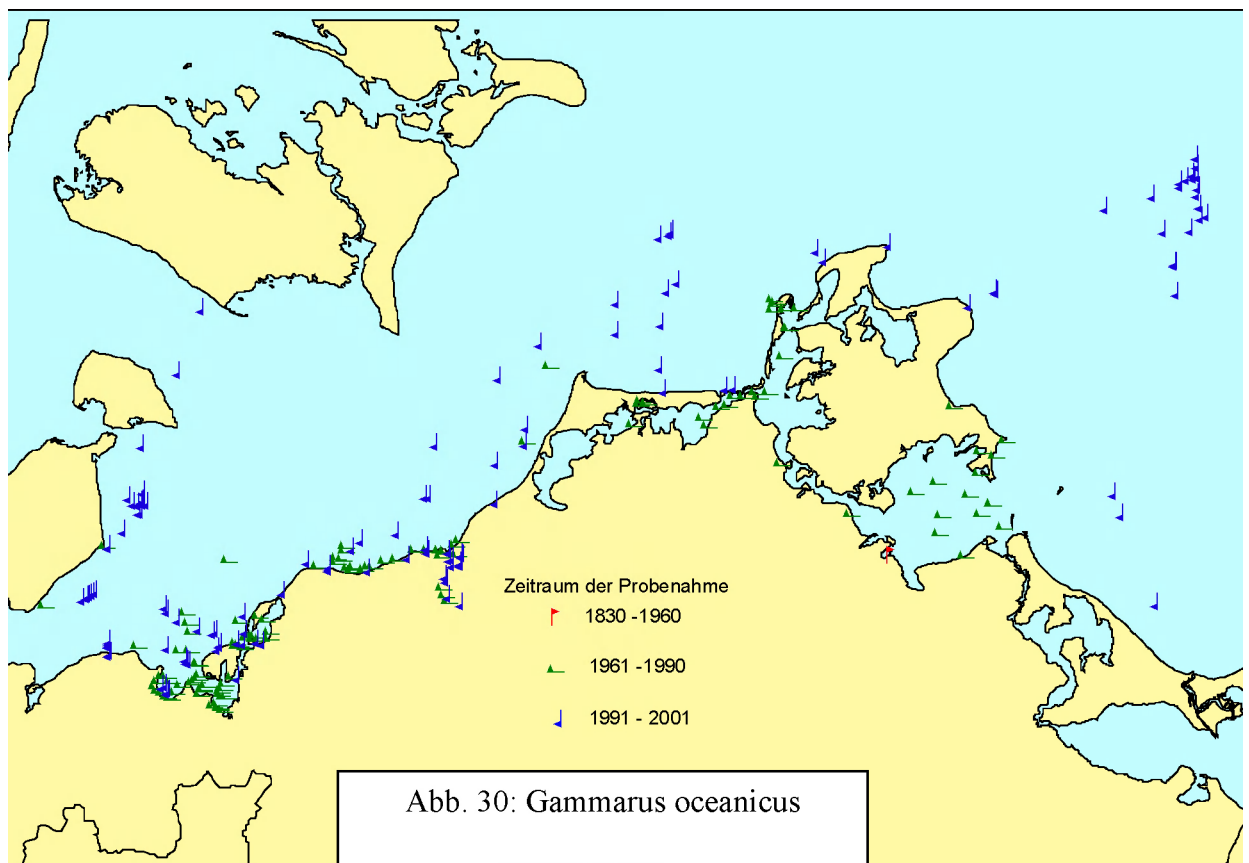 Zeitraum der Probenahme
1830 -1960
1961 -1990
1991 - 2001
Abb. 30: Gammarus oceanicus